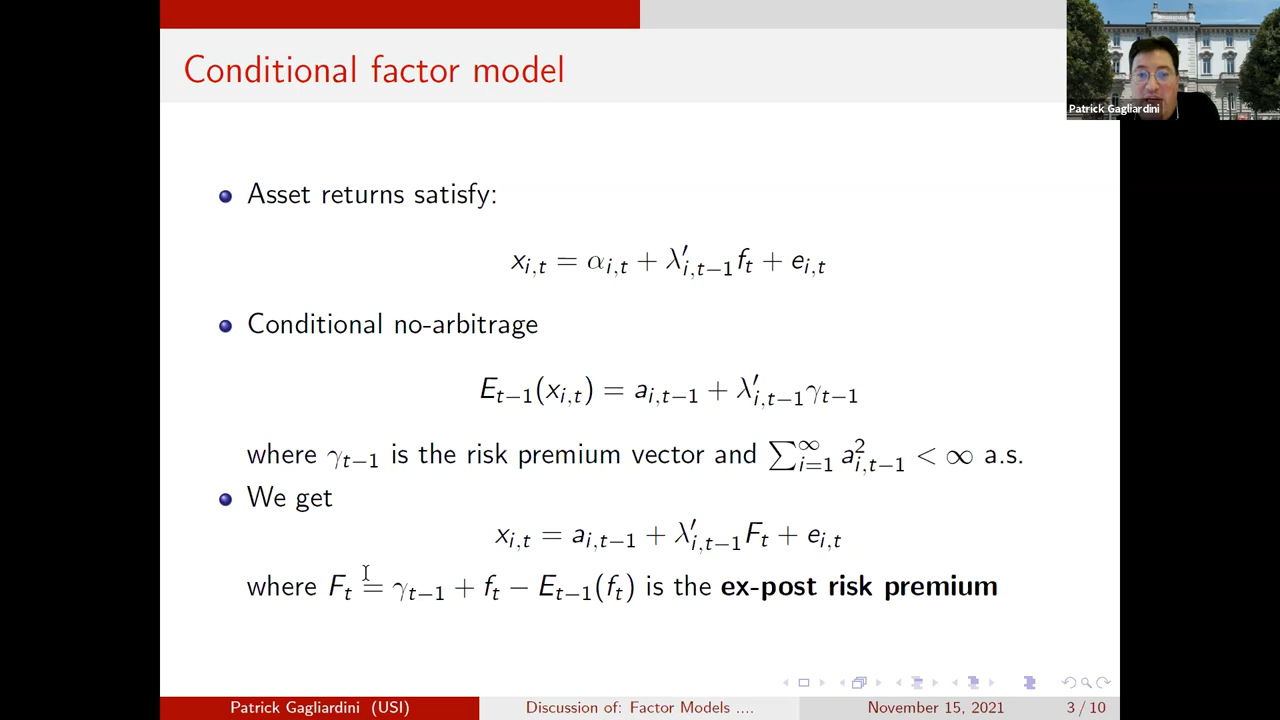 Conditional factor model
Patrick Gagliardini
Asset returns satisfy:
x_{i,t} = α_{i,t} + λ'_{i,t−1} f_t + e_{i,t}
Conditional no-arbitrage
E_{t−1}(x_{i,t}) = a_{i,t−1} + λ'_{i,t−1} γ_{t−1}
where γ_{t−1} is the risk premium vector and ∑_{i=1}^{∞} a²_{i,t−1} < ∞ a.s.
We get
x_{i,t} = a_{i,t−1} + λ'_{i,t−1} F_t + e_{i,t}
where F_t = γ_{t−1} + f_t − E_{t−1}(f_t) is the ex-post risk premium
Patrick Gagliardini (USI) Discussion of: Factor Models .... November 15, 2021 3 / 10